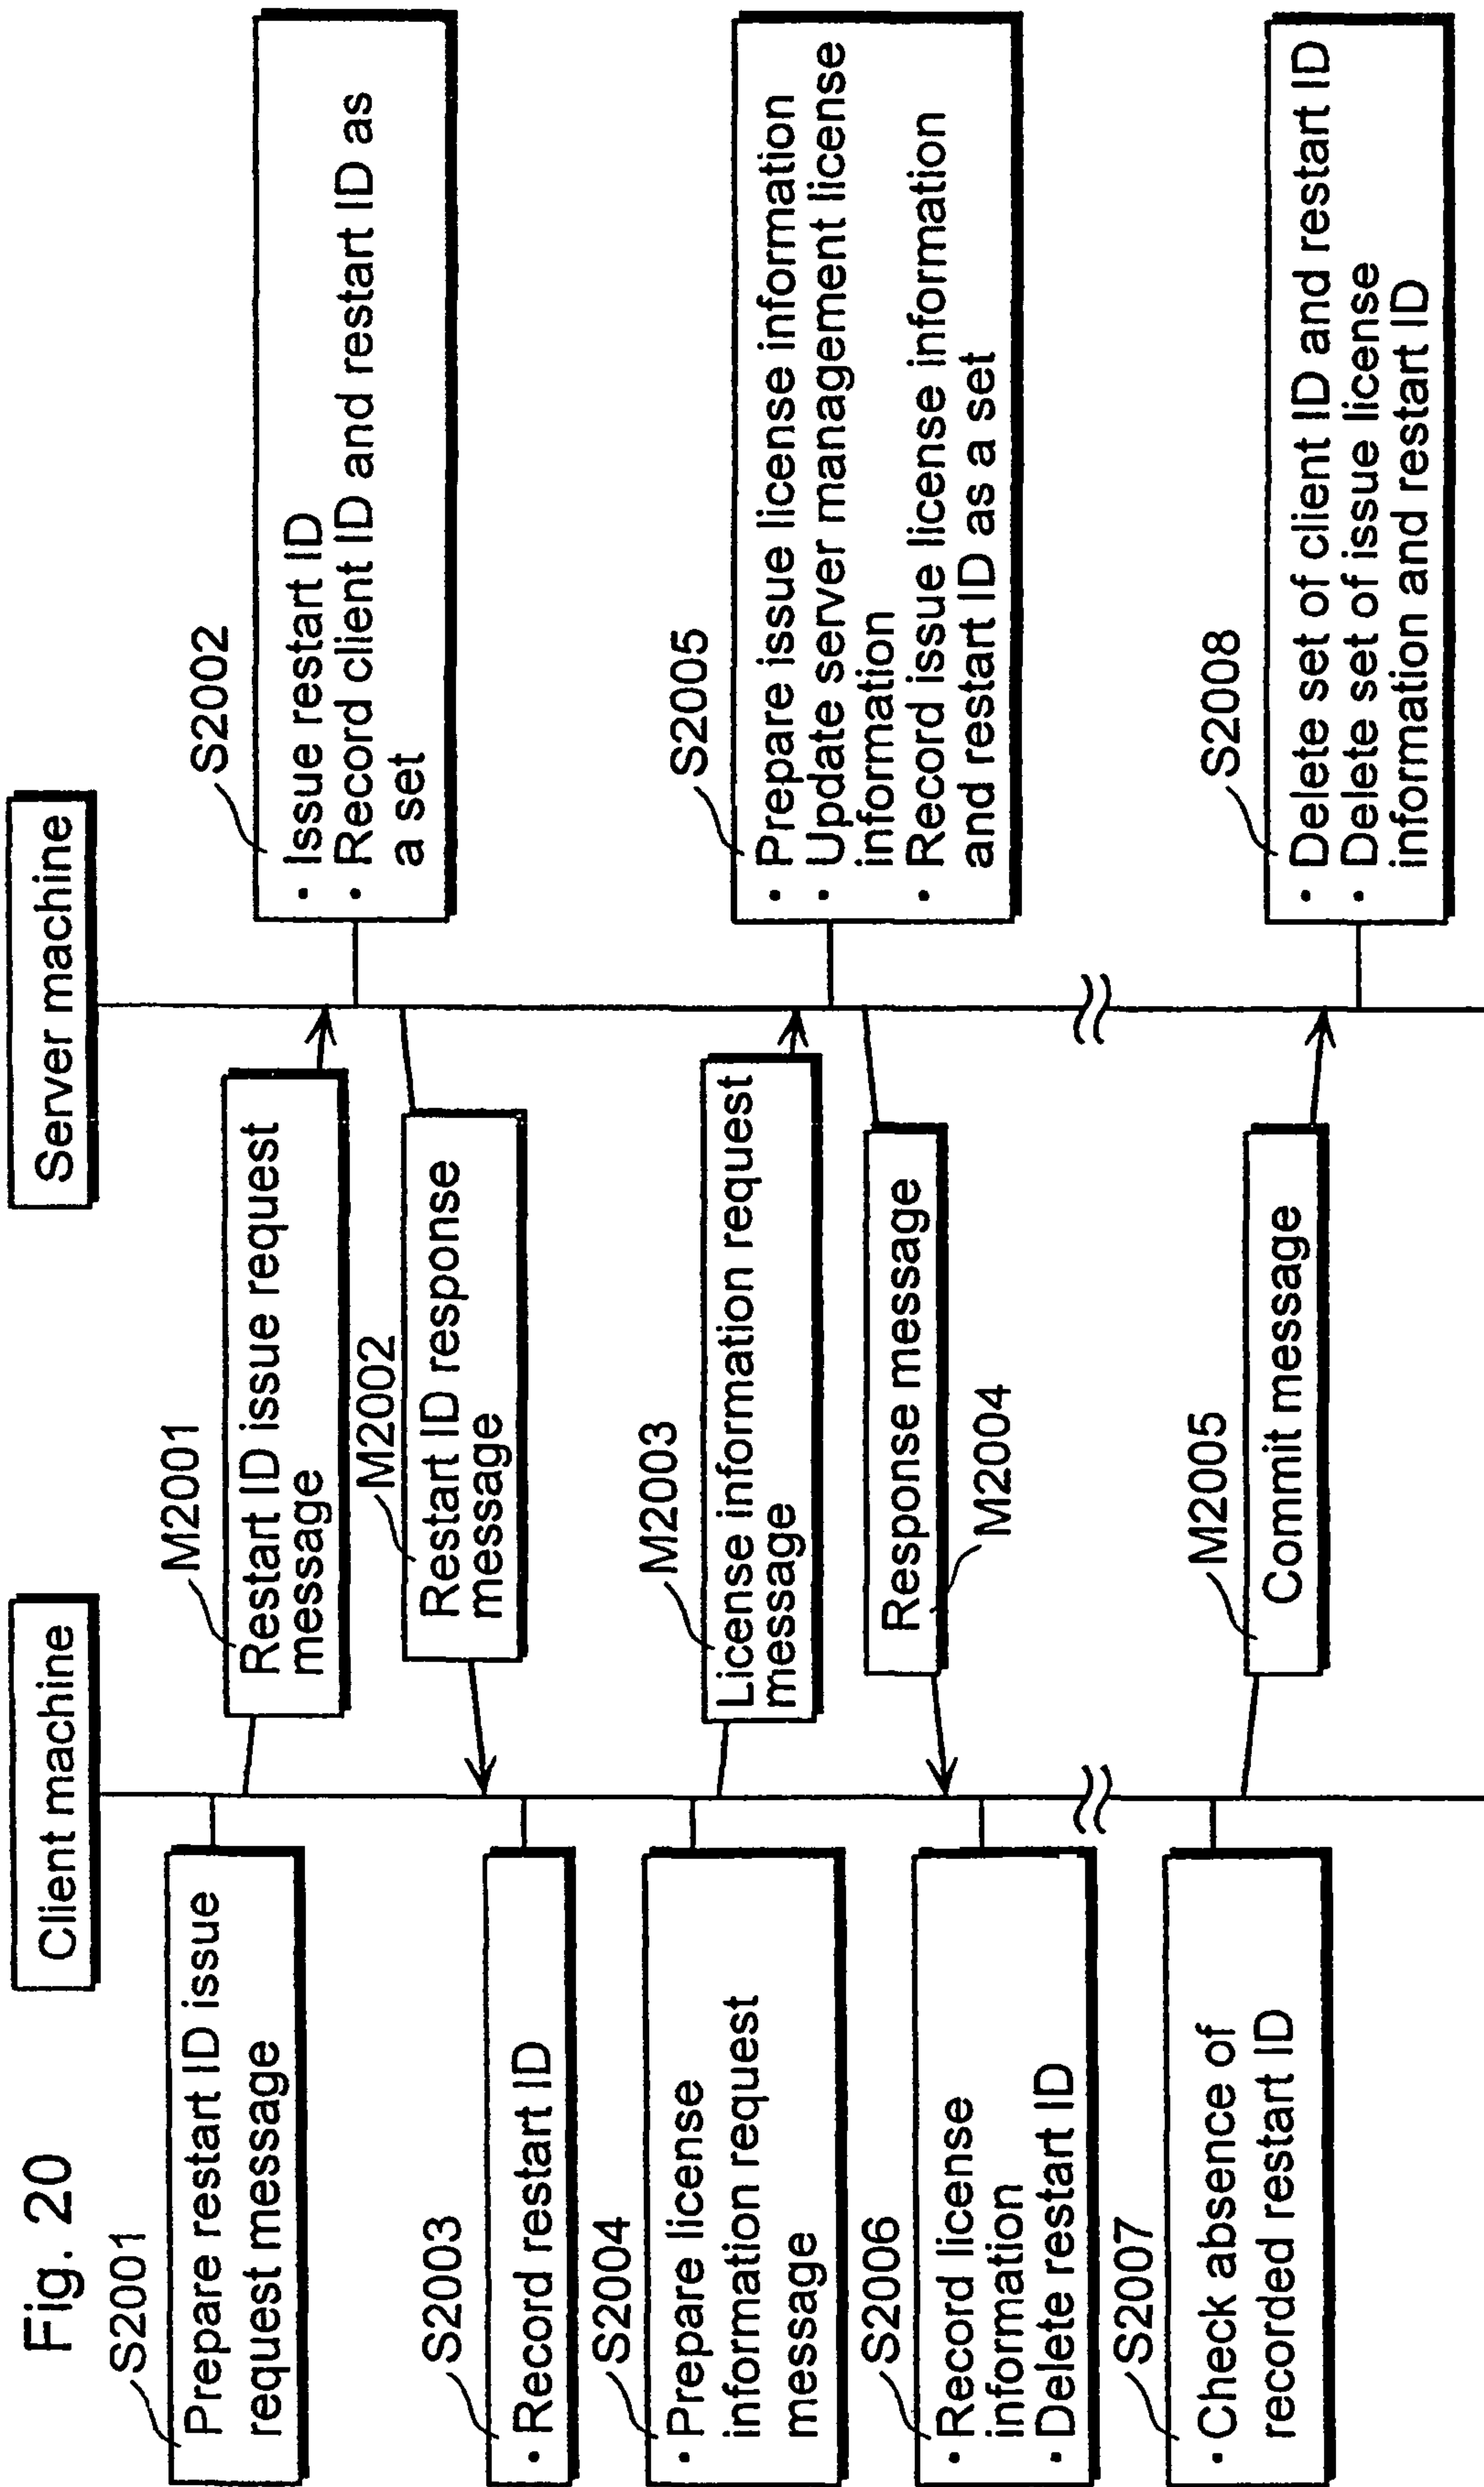 Fig. 20
Client machine
Server machine
S2001
Prepare restart ID issue
request message
M2001
Restart ID issue request
message
S2002
· Issue restart ID
· Record client ID and restart ID as
a set
M2002
Restart ID response
message
S2003
· Record restart ID
S2004
· Prepare license
information request
message
M2003
License information request
message
S2005
· Prepare issue license information
· Update server management license
information
· Record issue license information
and restart ID as a set
Response message
M2004
S2006
· Record license
information
· Delete restart ID
S2007
· Check absence of
recorded restart ID
M2005
Commit message
S2008
· Delete set of client ID and restart ID
· Delete set of issue license
information and restart ID